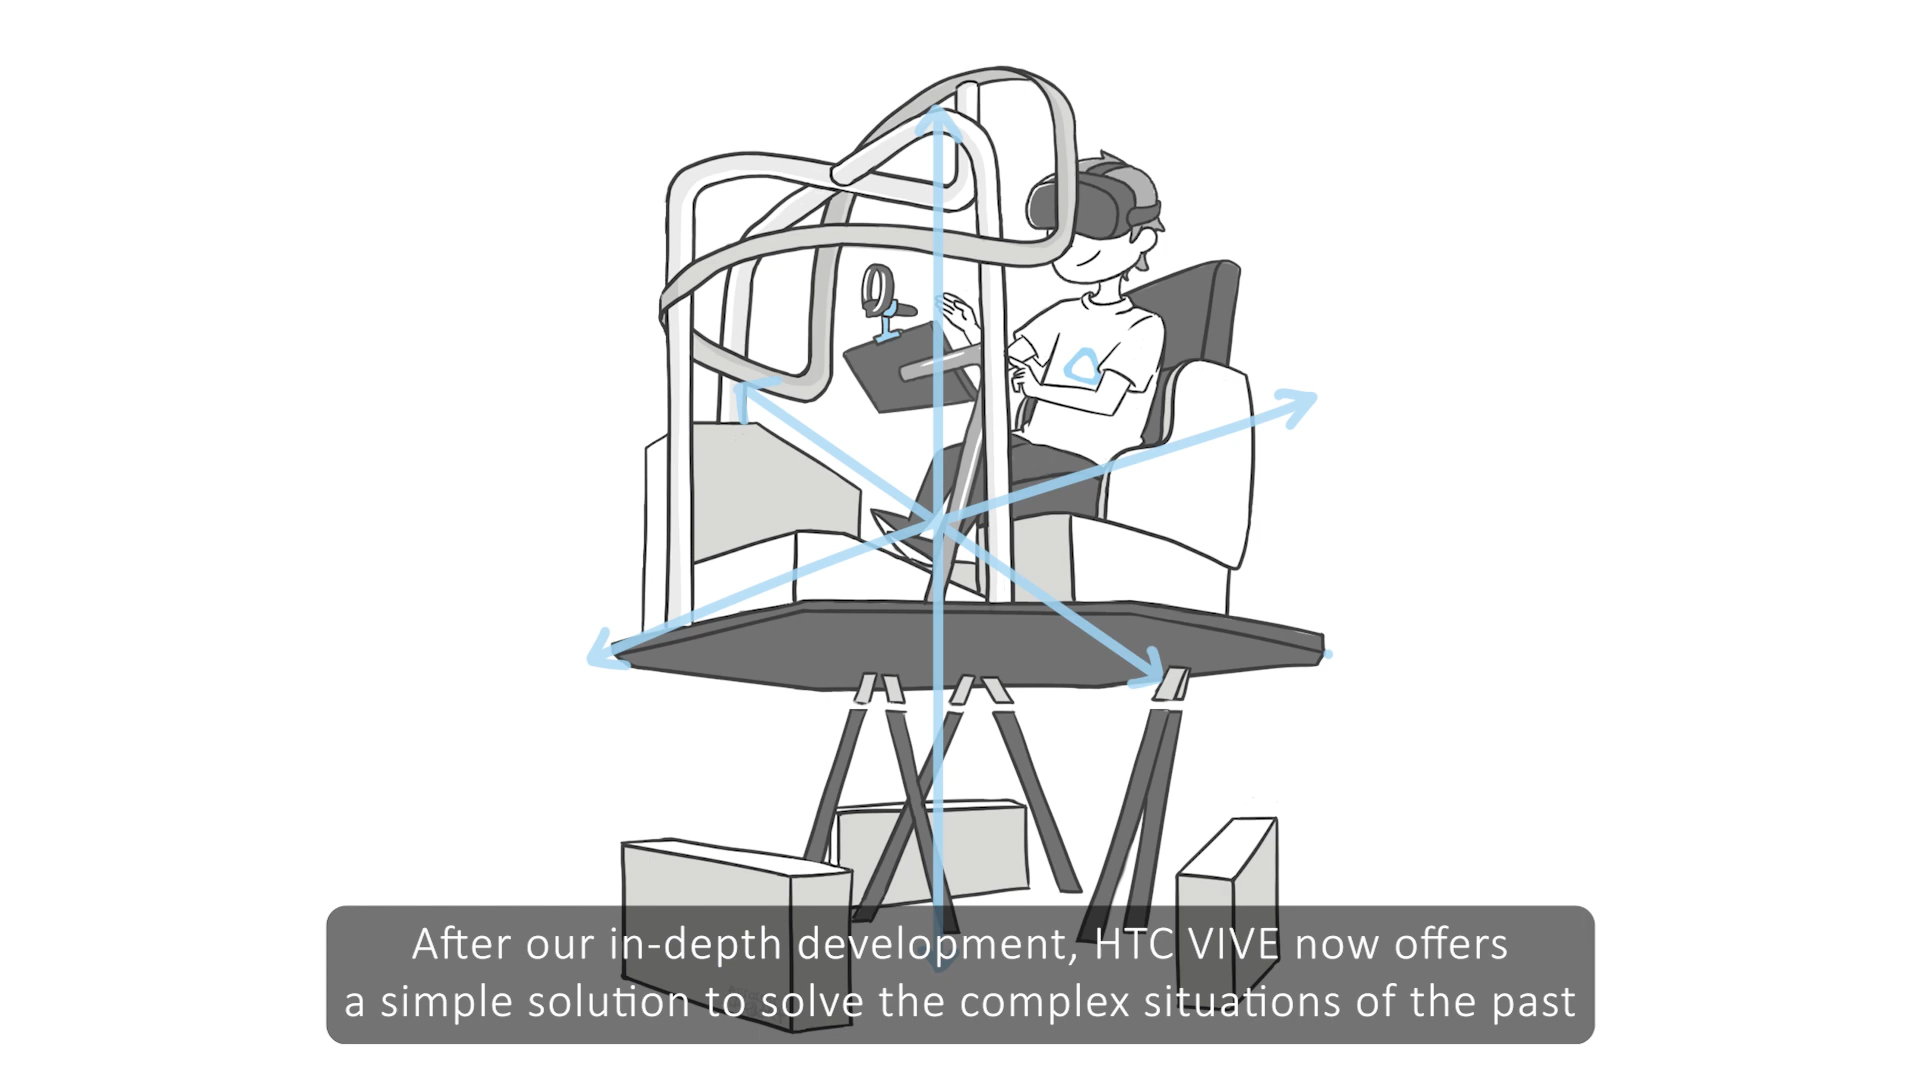 After our in-depth development, HTC VIVE now offers
a simple solution to solve the complex situations of the past